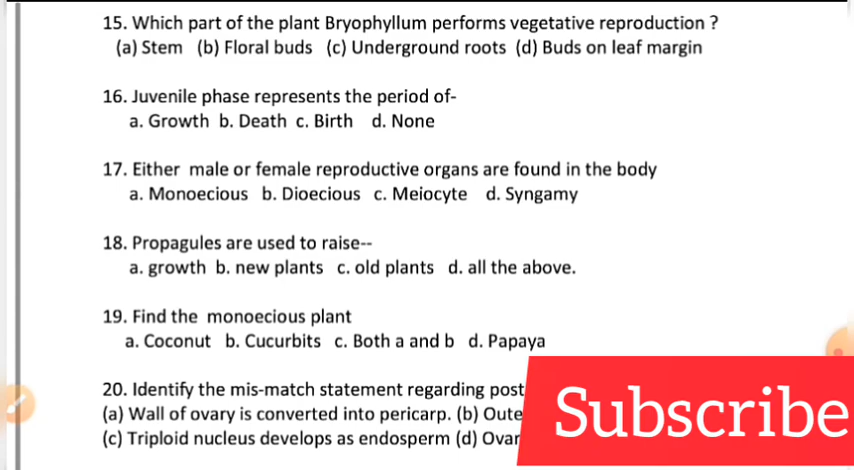 15. Which part of the plant Bryophyllum performs vegetative reproduction ?
(a) Stem (b) Floral buds (c) Underground roots (d) Buds on leaf margin
16. Juvenile phase represents the period of-
a. Growth b. Death c. Birth d. None
17. Either male or female reproductive organs are found in the body
a. Monoecious b. Dioecious c. Meiocyte d. Syngamy
18. Propagules are used to raise--
a. growth b. new plants c. old plants d. all the above.
19. Find the monoecious plant
a. Coconut b. Cucurbits c. Both a and b d. Papaya
20. Identify the mis-match statement regarding post
(a) Wall of ovary is converted into pericarp. (b)
(c) Triploid nucleus develops as endosperm (d)
Subscribe